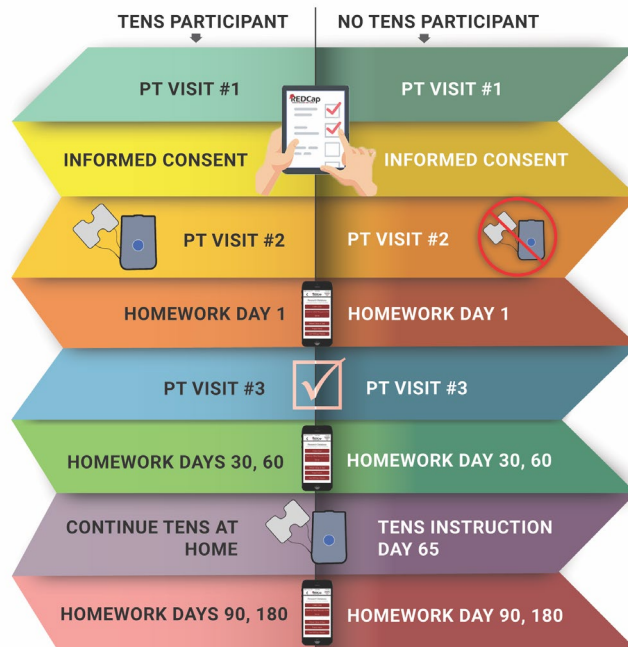 TENS PARTICIPANT
NO TENS PARTICIPANT
PT VISIT #1
PT VISIT #1
REDCap
INFORMED CONSENT
INFORMED CONSENT
PT VISIT #2
PT VISIT #2
HOMEWORK DAY 1
HOMEWORK DAY 1
PT VISIT #3
PT VISIT #3
HOMEWORK DAYS 30, 60
HOMEWORK DAY 30, 60
CONTINUE TENS AT
HOME
TENS INSTRUCTION
DAY 65
HOMEWORK DAYS 90, 180
HOMEWORK DAY 90, 180